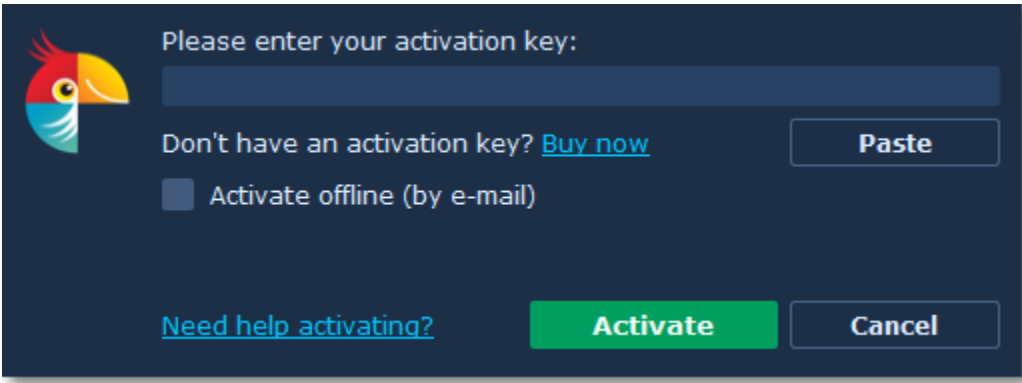 Please enter your activation key:
Don't have an activation key? Buy now
Paste
Activate offline (by e-mail)
Need help activating?
Activate
Cancel